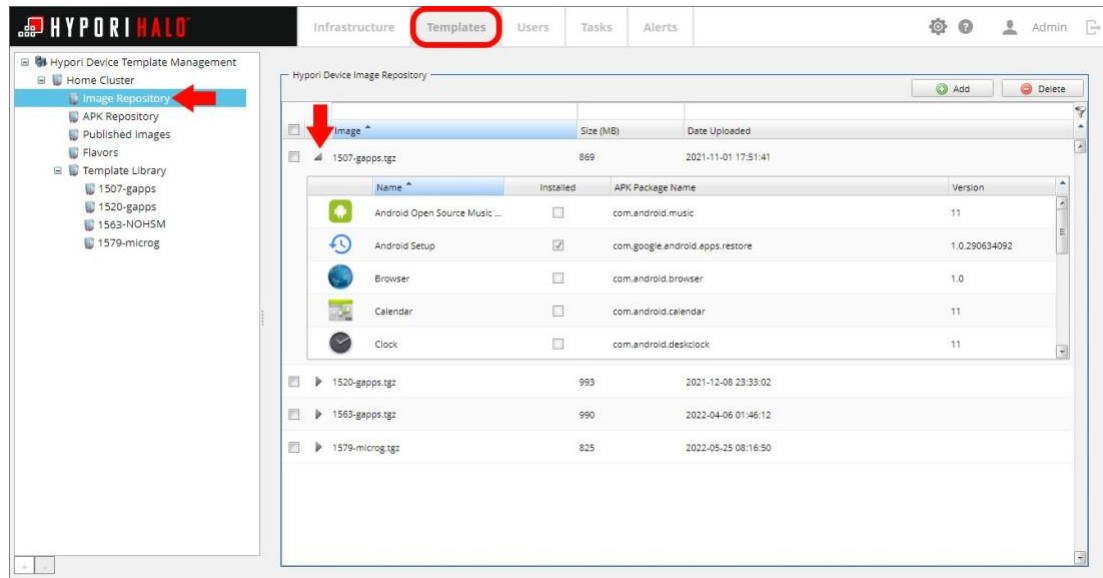 HYPORI HALO
Infrastructure Templates Users Tasks Alerts
Admin
Hypori Device Template Management
Home Cluster
Image Repository
APK Repository
Published Images
Flavors
Template Library
1507-gapps
1520-gapps
1563-NOHSM
1579-microg
Hypori Device Image Repository
Add Delete
Image Size (MB) Date Uploaded
1507-gapps.tgz 869 2021-11-01 17:51:41
Name Installed APK Package Name Version
Android Open Source Music ... com.android.music 11
Android Setup com.google.android.apps.restore 1.0.290634092
Browser com.android.browser 1.0
Calendar com.android.calendar 11
Clock com.android.deskclock 11
1520-gapps.tgz 993 2021-12-08 23:33:02
1563-gapps.tgz 990 2022-04-06 01:46:12
1579-microg.tgz 825 2022-05-25 08:16:50